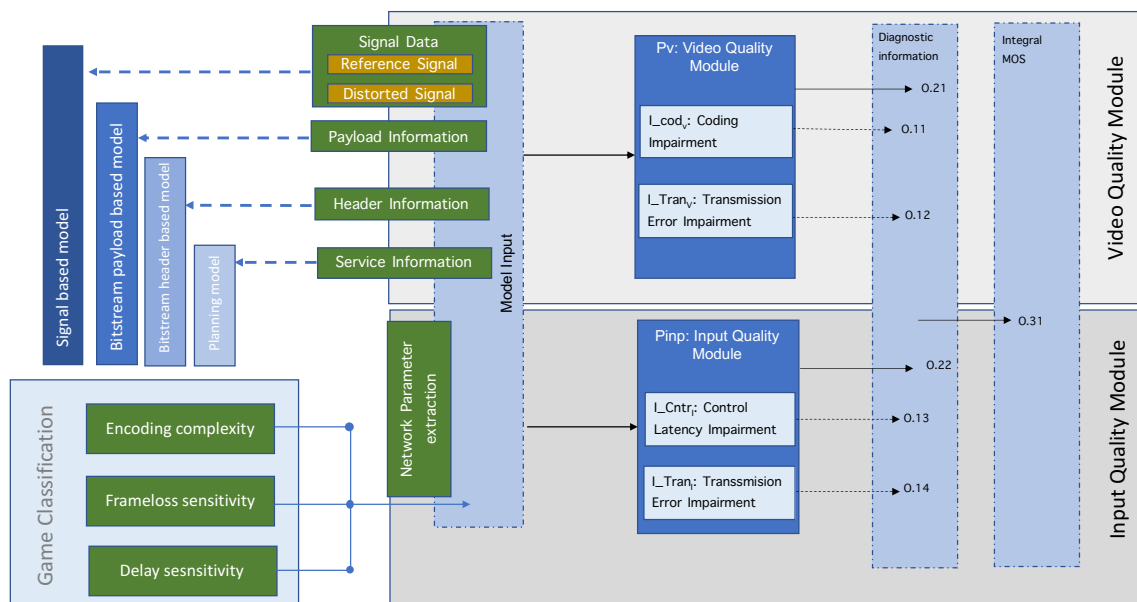 Signal based model
Bitstream payload based model
Bitstream header based model
Planning model
Signal Data
Reference Signal
Distorted Signal
Payload Information
Header Information
Service Information
Model Input
Network Parameter
extraction
Game Classification
Encoding complexity
Frameloss sensitivity
Delay sesnsitivity
Pv: Video Quality
Module
I_codv: Coding
Impairment
I_Tranv: Transmission
Error Impairment
Pinp: Input Quality
Module
I_Cntri: Control
Latency Impairment
I_Trani: Transsmision
Error Impairment
Diagnostic
information
O.21
O.11
O.12
O.22
O.13
O.14
Integral
MOS
O.31
Video Quality Module
Input Quality Module